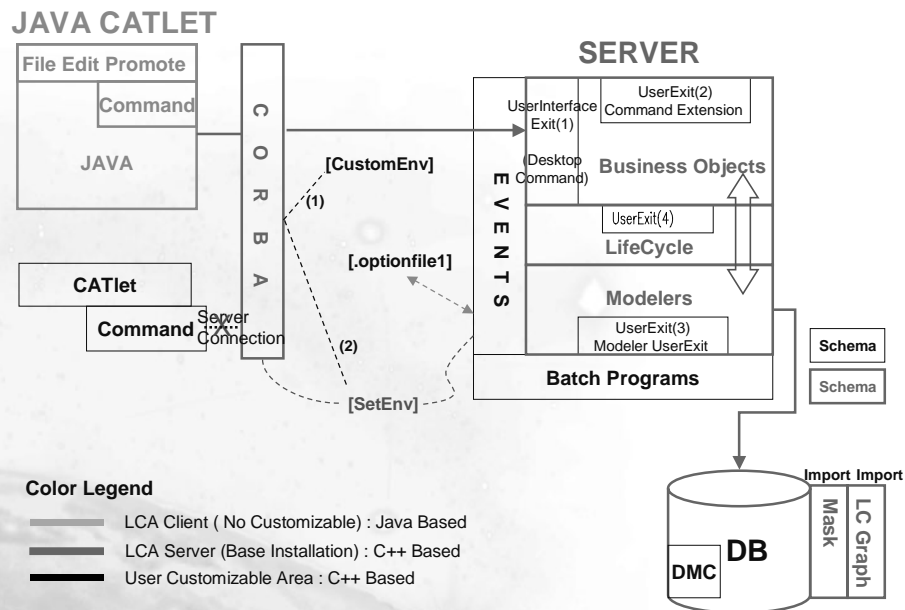 JAVA CATLET
File Edit Promote
Command
JAVA
C O R B A
CATlet
Command
Server
Connection
[CustomEnv]
(1)
[.optionfile1]
(2)
[SetEnv]
SERVER
EVENTS
UserInterface
Exit(1)
(Desktop
Command)
UserExit(2)
Command Extension
Business Objects
UserExit(4)
LifeCycle
Modelers
UserExit(3)
Modeler UserExit
Batch Programs
Schema
Schema
Import Import
Mask
LC Graph
DB
DMC
Color Legend
LCA Client ( No Customizable) : Java Based
LCA Server (Base Installation) : C++ Based
User Customizable Area : C++ Based